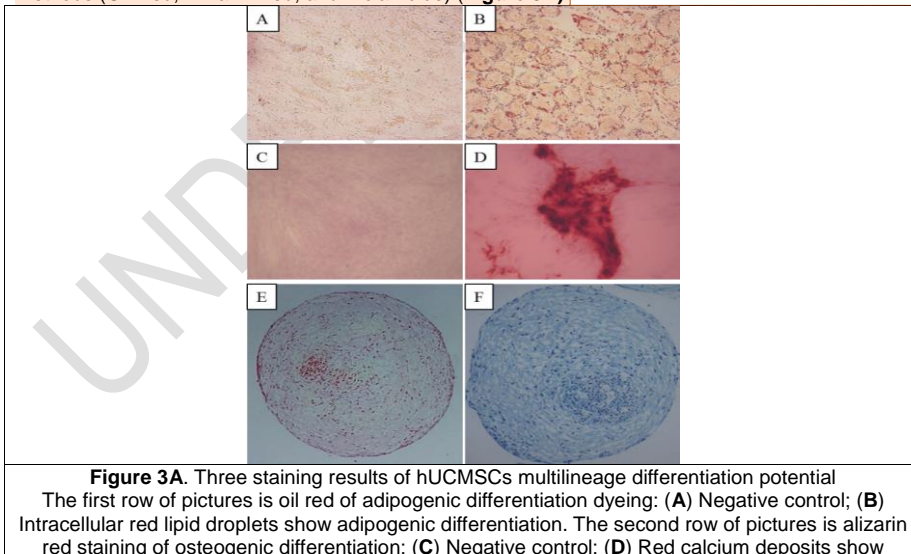 A
B
C
D
E
F
UND
Figure 3A. Three staining results of hUCMSCs multilineage differentiation potential
The first row of pictures is oil red of adipogenic differentiation dyeing: (A) Negative control; (B)
Intracellular red lipid droplets show adipogenic differentiation. The second row of pictures is alizarin
red staining of osteogenic differentiation: (C) Negative control; (D) Red calcium deposits show